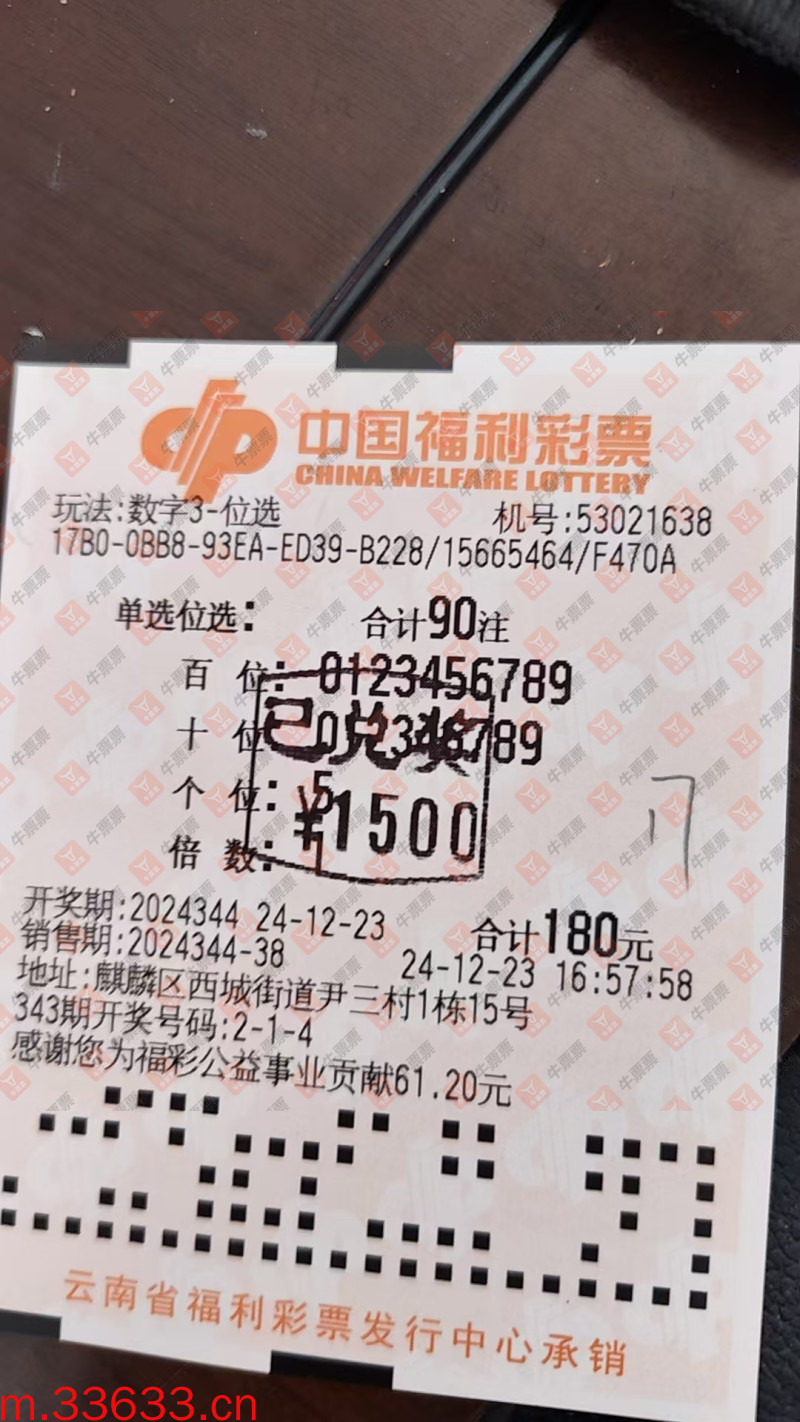 中国福利彩票
CHINA WELFARE LOTTERY
玩法:数字3-位选 机号:53021638
17B0-0BB8-93EA-ED39-B228/15665464/F470A
单选位选: 合计90注
百 位: 0123456789
十 位: 012346789
已兑奖
个 位: 5
¥1500
倍 数: 1
开奖期:2024344 24-12-23 合计180元
销售期:2024344-38 24-12-23 16:57:58
地址:麒麟区西城街道尹三村1栋15号
343期开奖号码:2-1-4
感谢您为福彩公益事业贡献61.20元
云南省福利彩票发行中心承销
m.33633.cn
牛票票